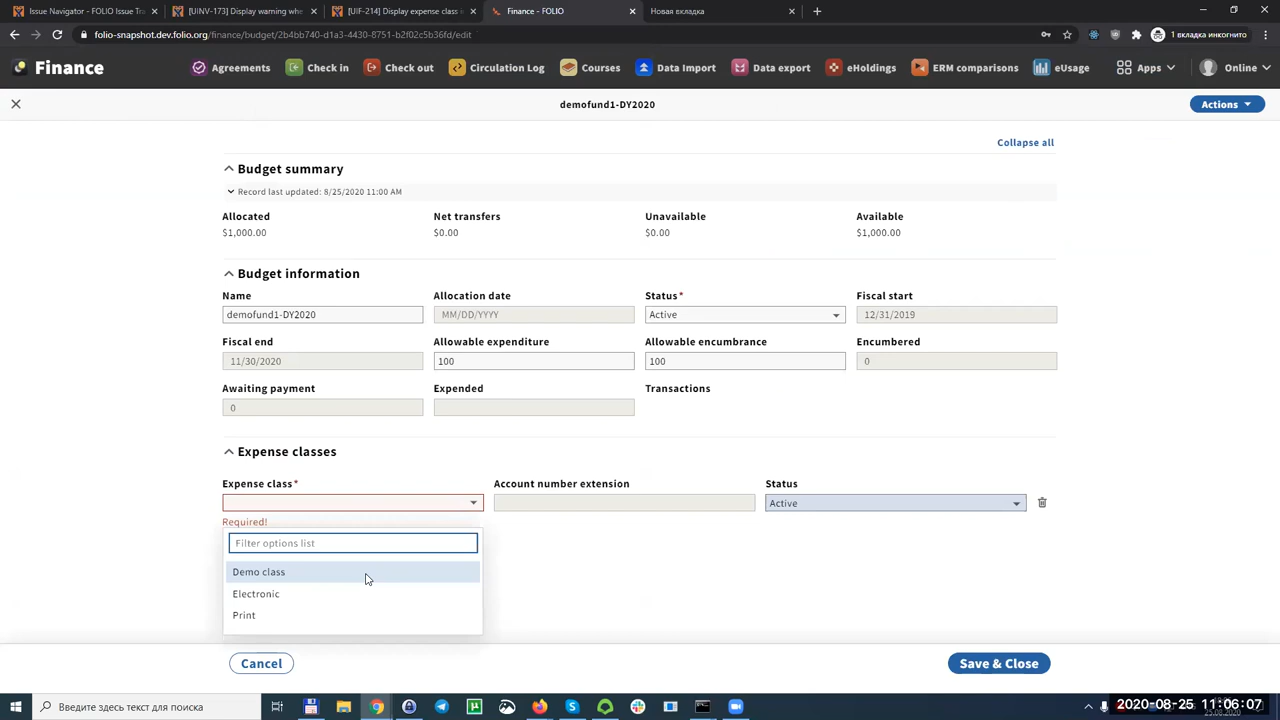 Issue Navigator - FOLIO Issue Tra
[UINV-173] Display warning whe
[UIF-214] Display expense class
Finance - FOLIO
Новая вкладка
folio-snapshot.dev.folio.org/finance/budget/2b4bb740-d1a3-4430-8751-b2f02c5b36fd/edit
1 вкладка инкогнито
Finance
Agreements
Check in
Check out
Circulation Log
Courses
Data Import
Data export
eHoldings
ERM comparisons
eUsage
Apps
Online
demofund1-DY2020
Actions
Collapse all
Budget summary
Record last updated: 8/25/2020 11:00 AM
Allocated Net transfers Unavailable Available
$1,000.00 $0.00 $0.00 $1,000.00
Budget information
Name Allocation date Status* Fiscal start
demofund1-DY2020 MM/DD/YYYY Active 12/31/2019
Fiscal end Allowable expenditure Allowable encumbrance Encumbered
11/30/2020 100 100 0
Awaiting payment Expended Transactions
0
Expense classes
Expense class* Account number extension Status
Active
Required!
Filter options list
Demo class
Electronic
Print
Cancel
Save & Close
Введите здесь текст для поиска
2020-08-25 11:06:07